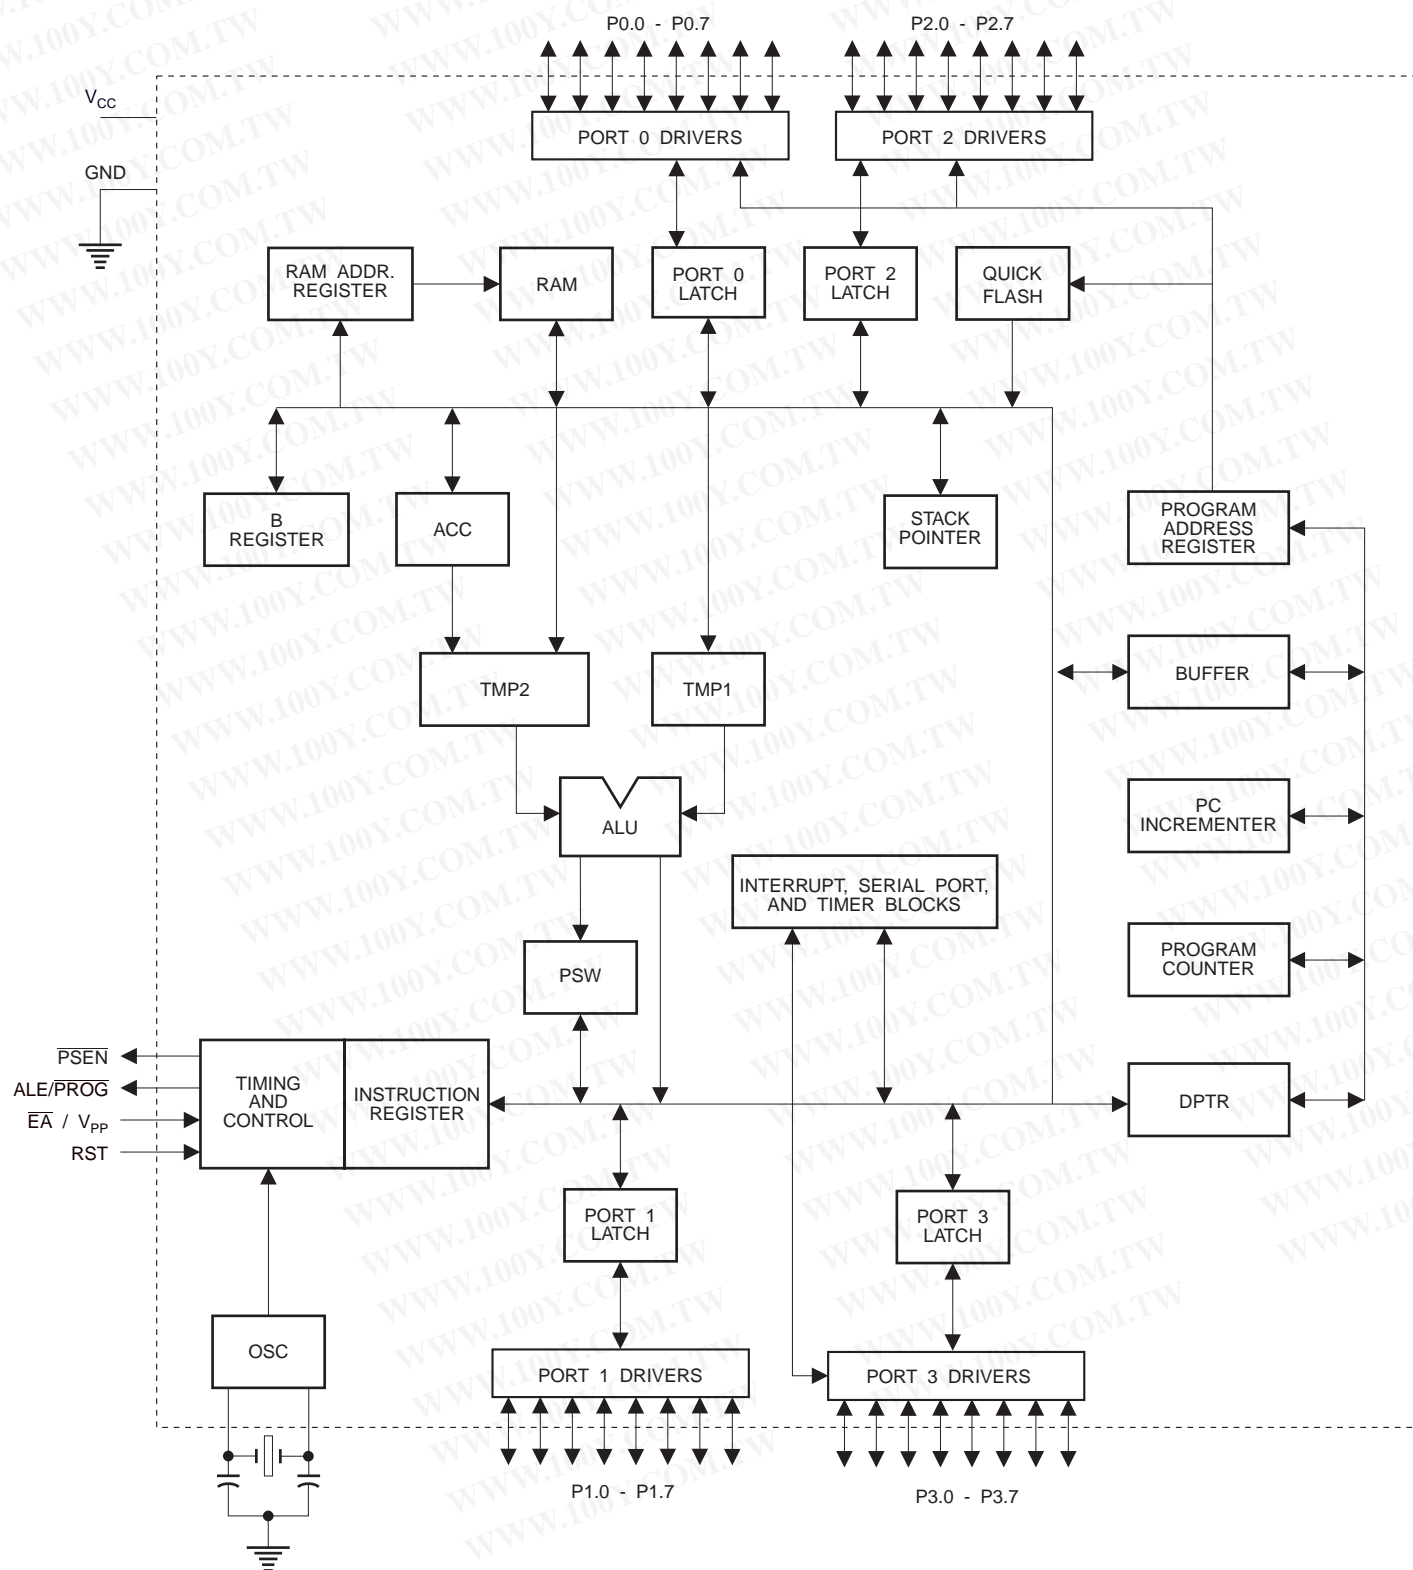 P0.0 - P0.7
P2.0 - P2.7
VCC
GND
PORT 0 DRIVERS
PORT 2 DRIVERS
RAM ADDR.
REGISTER
RAM
PORT 0
LATCH
PORT 2
LATCH
QUICK
FLASH
B
REGISTER
ACC
STACK
POINTER
PROGRAM
ADDRESS
REGISTER
TMP2
TMP1
BUFFER
ALU
PC
INCREMENTER
INTERRUPT, SERIAL PORT,
AND TIMER BLOCKS
PSW
PROGRAM
COUNTER
PSEN
ALE/PROG
EA / VPP
RST
TIMING
AND
CONTROL
INSTRUCTION
REGISTER
DPTR
PORT 1
LATCH
PORT 3
LATCH
OSC
PORT 1 DRIVERS
PORT 3 DRIVERS
P1.0 - P1.7
P3.0 - P3.7
WWW.100Y.COM.TW